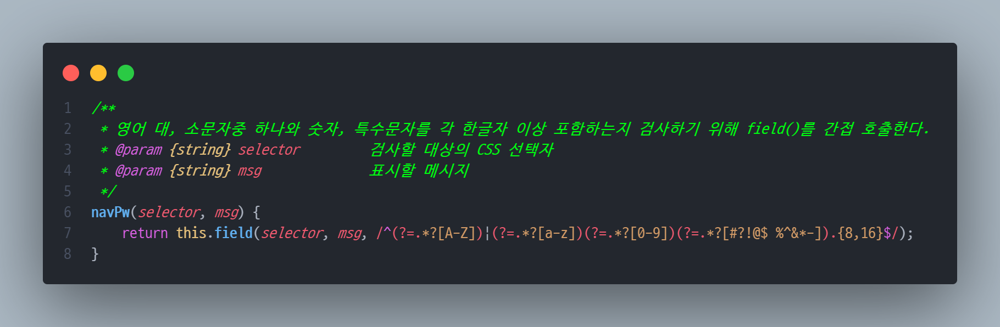 1 /**
2  * 영어 대, 소문자중 하나와 숫자, 특수문자를 각 한글자 이상 포함하는지 검사하기 위해 field()를 간접 호출한다.
3  * @param {string} selector         검사할 대상의 CSS 선택자
4  * @param {string} msg              표시할 메시지
5  */
6 navPw(selector, msg) {
7     return this.field(selector, msg, /^(?=.*?[A-Z])|(?=.*?[a-z])(?=.*?[0-9])(?=.*?[#?!@$ %^&*-]).{8,16}$/);
8 }